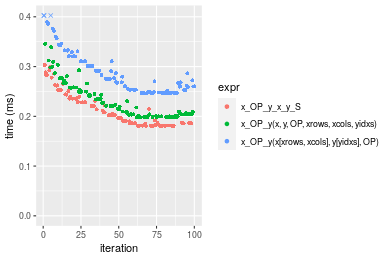 0.4
0.3
0.2
0.1
0.0
time (ms)
0
25
50
75
100
iteration
expr
x_OP_y_x_y_S
x_OP_y(x, y, OP, xrows, xcols, yidxs)
x_OP_y(x[xrows, xcols], y[yidxs], OP)